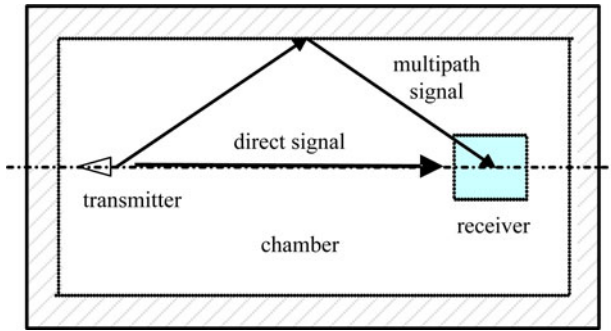 multipath
signal
direct signal
transmitter
receiver
chamber